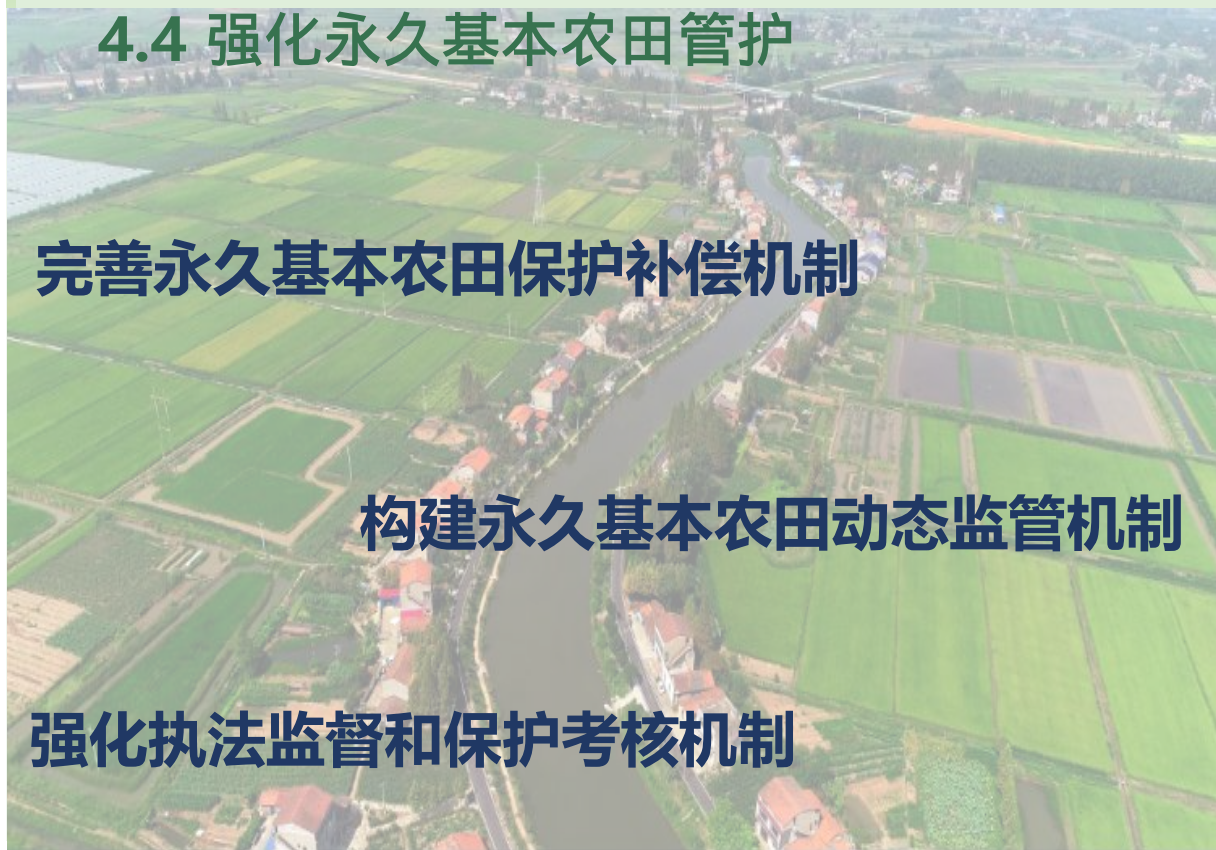 4.4 强化永久基本农田管护
完善永久基本农田保护补偿机制
构建永久基本农田动态监管机制
强化执法监督和保护考核机制